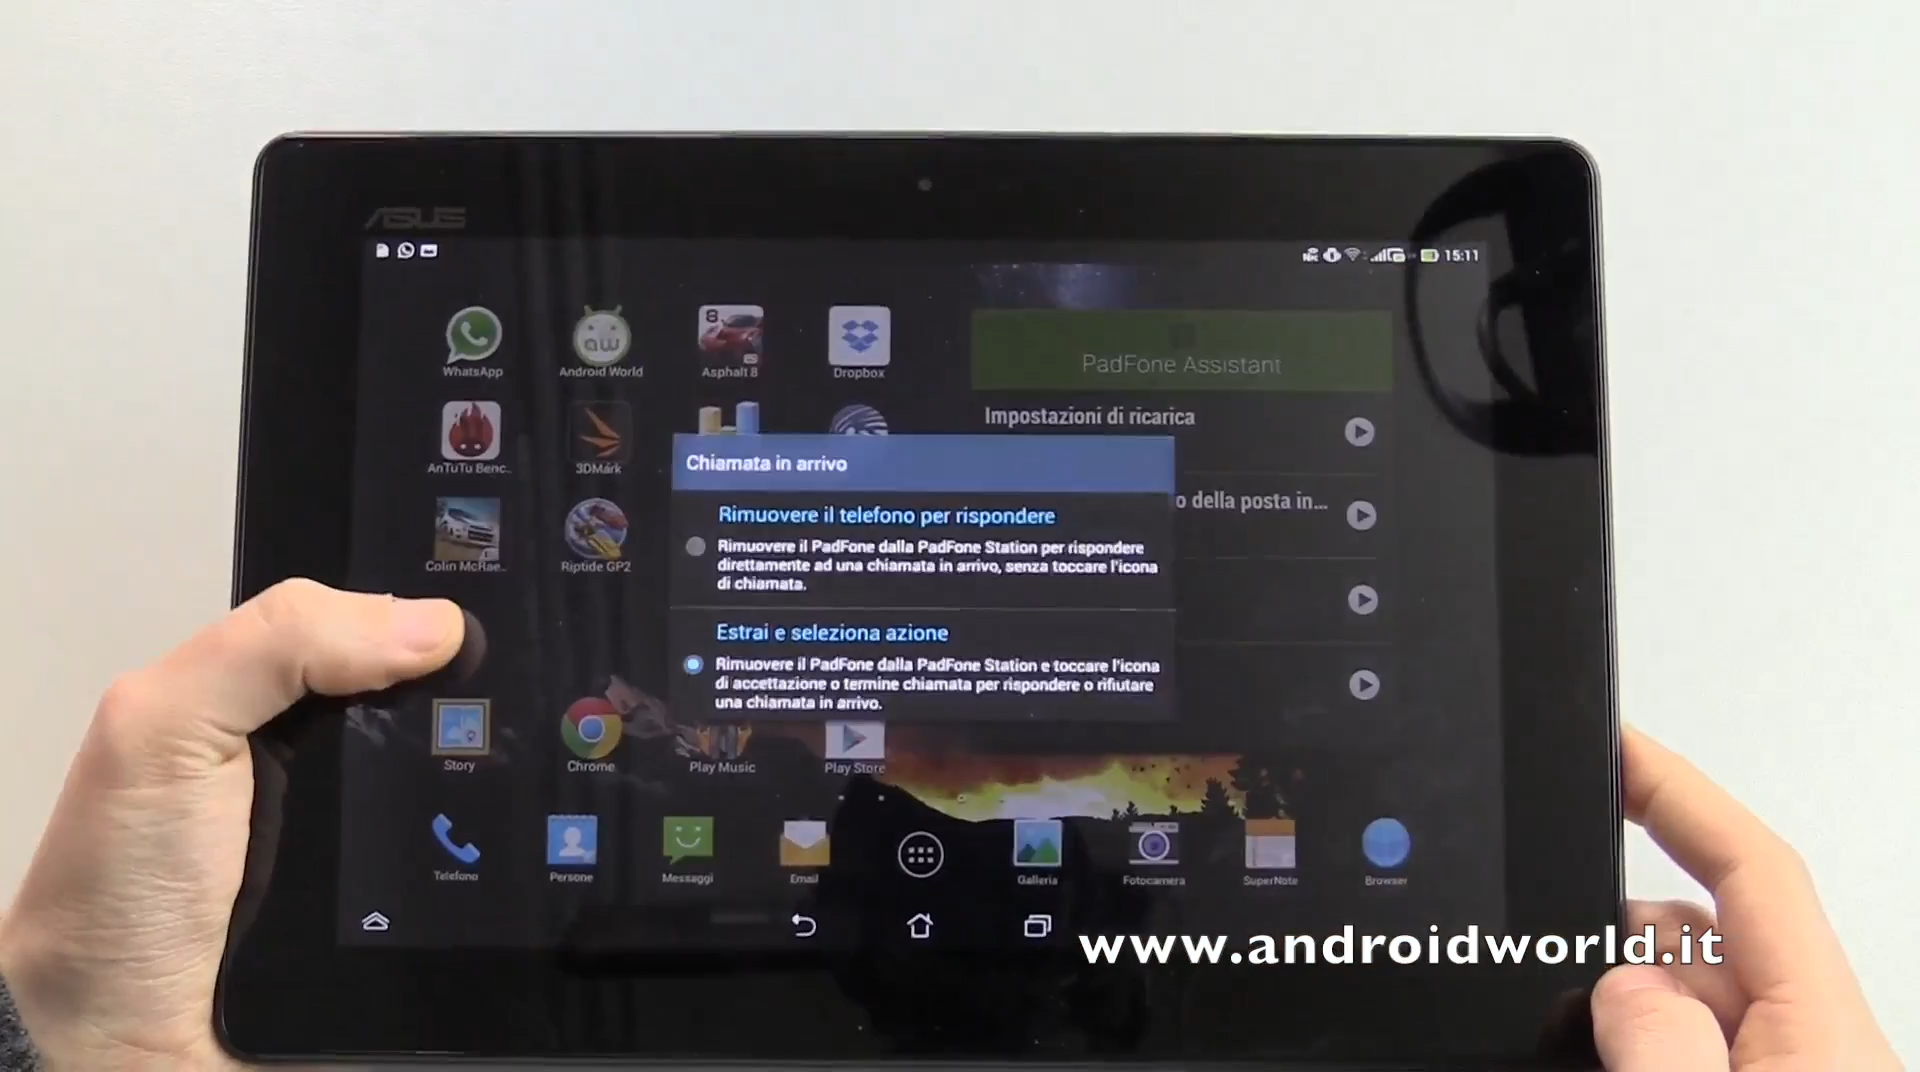 ASUS
15:11
WhatsApp
Android World
Asphalt 8
Dropbox
PadFone Assistant
Impostazioni di ricarica
AnTuTu Benc..
3DMark
Chiamata in arrivo
o della posta in...
Rimuovere il telefono per rispondere
Rimuovere il PadFone dalla PadFone Station per rispondere
direttamente ad una chiamata in arrivo, senza toccare l'icona
di chiamata.
Colin McRae..
Riptide GP2
Estrai e seleziona azione
Rimuovere il PadFone dalla PadFone Station e toccare l'icona
di accettazione o termine chiamata per rispondere o rifiutare
una chiamata in arrivo.
Story
Chrome
Play Music
Play Store
Telefono
Persone
Messaggi
Email
Galleria
Fotocamera
SuperNote
Browser
www.androidworld.it